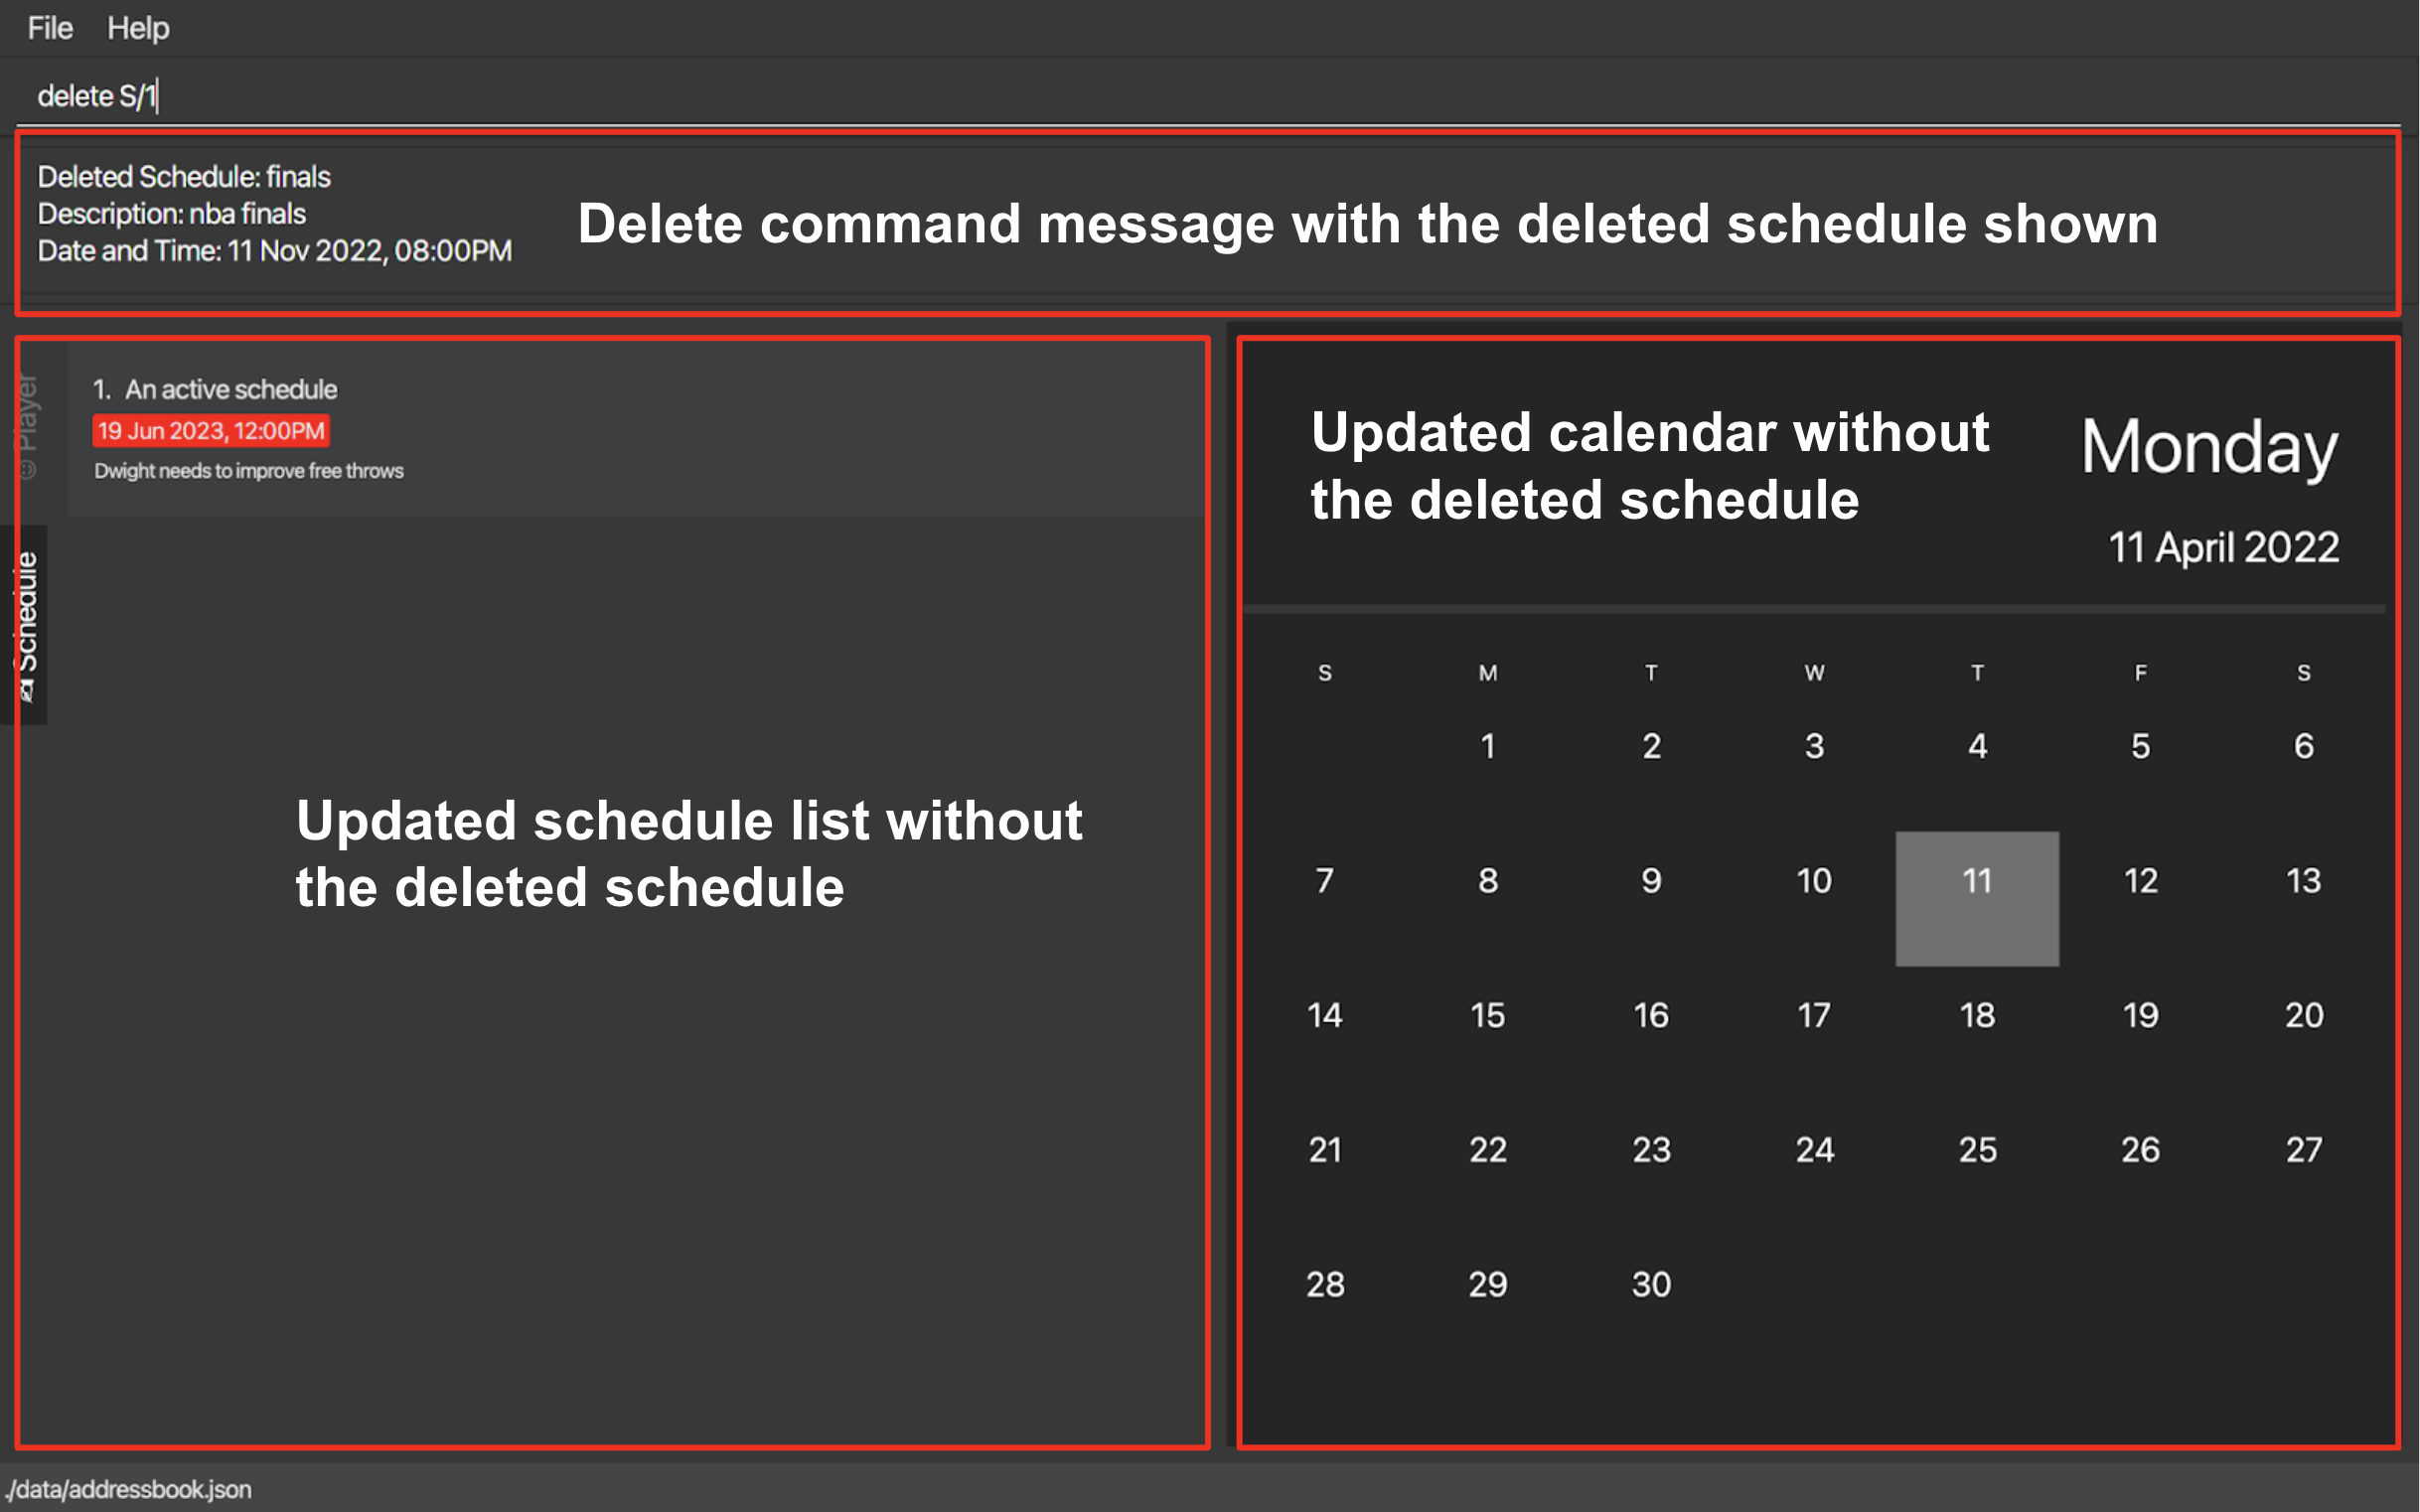 File Help
delete S/1
Deleted Schedule: finals
Description: nba finals
Date and Time: 11 Nov 2022, 08:00PM
Delete command message with the deleted schedule shown
Player
Schedule
1. An active schedule
19 Jun 2023, 12:00PM
Dwight needs to improve free throws
Updated schedule list without
the deleted schedule
Updated calendar without
the deleted schedule
Monday
11 April 2022
S M T W T F S
1 2 3 4 5 6
7 8 9 10 11 12 13
14 15 16 17 18 19 20
21 22 23 24 25 26 27
28 29 30
./data/addressbook.json